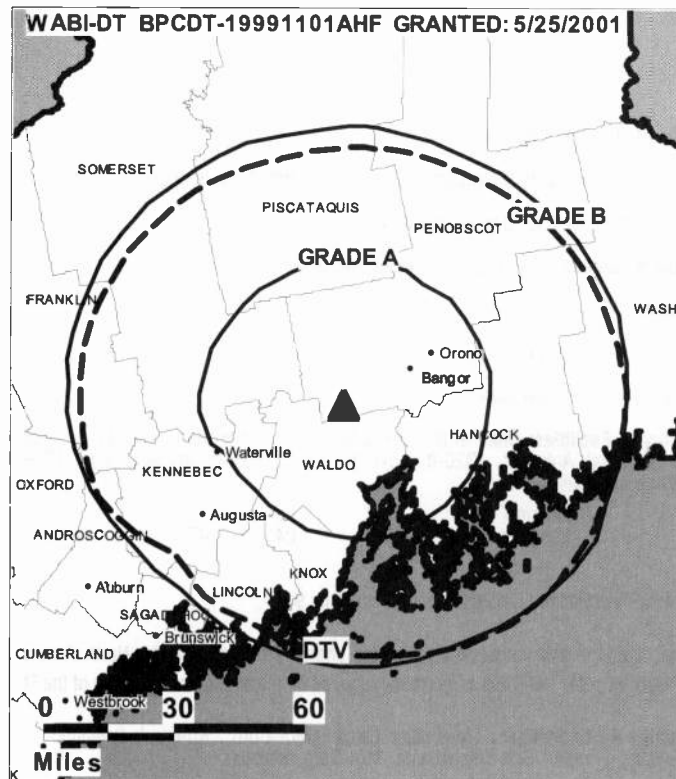 WABI-DT BPCDT-19991101AHF GRANTED: 5/25/2001
SOMERSET
PISCATAQUIS
PENOBSCOT
GRADE B
GRADE A
FRANKLIN
WASH
Orono
Bangor
HANCOCK
Waterville
KENNEBEC
WALDO
OXFORD
Augusta
ANDROSCOGGIN
KNOX
Auburn
LINCOLN
SAGADAHOC
Brunswick
CUMBERLAND
DTV
Westbrook
0 30 60
Miles
K